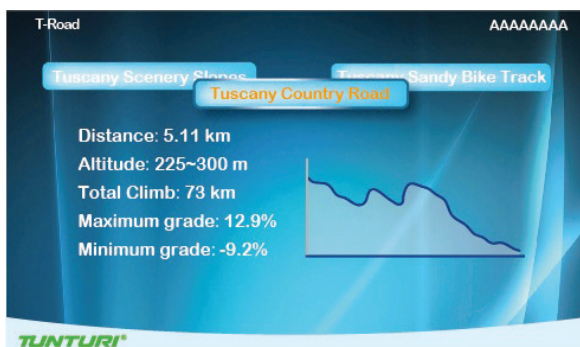 T-Road
AAAAAAAA
Tuscany Scenery Slopes
Tuscany Sandy Bike Track
Tuscany Country Road
Distance: 5.11 km
Altitude: 225~300 m
Total Climb: 73 km
Maximum grade: 12.9%
Minimum grade: -9.2%
TUNTURI®